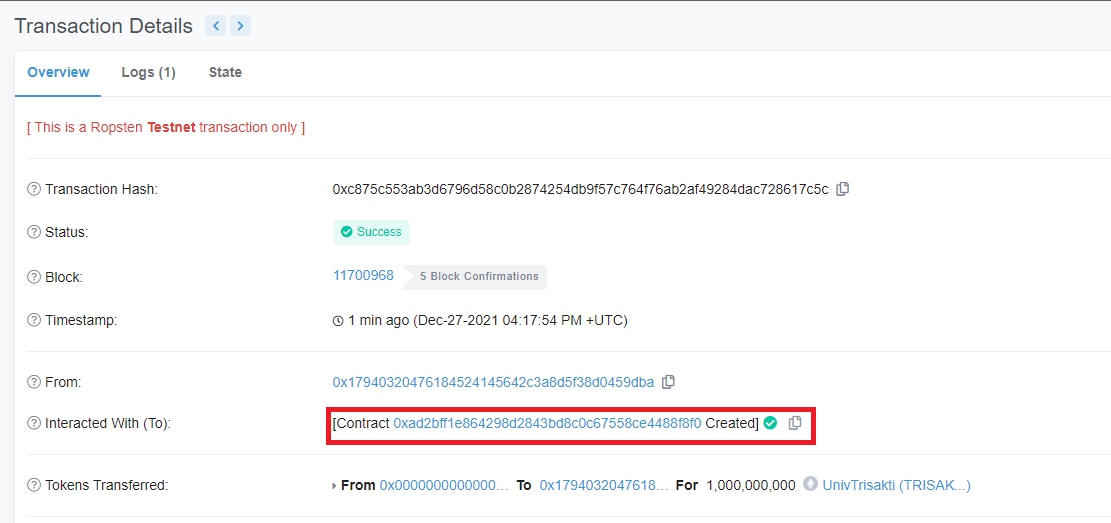 Transaction Details
Overview Logs (1) State
[ This is a Ropsten Testnet transaction only ]
Transaction Hash: 0xc875c553ab3d6796d58c0b2874254db9f57c764f76ab2af49284dac728617c5c
Status: Success
Block: 11700968 5 Block Confirmations
Timestamp: 1 min ago (Dec-27-2021 04:17:54 PM +UTC)
From: 0x17940320476184524145642c3a8d5f38d0459dba
Interacted With (To): [Contract 0xad2bff1e864298d2843bd8c0c67558ce4488f8f0 Created]
Tokens Transferred: From 0x0000000000000... To 0x1794032047618... For 1,000,000,000 UnivTrisakti (TRISAK...)